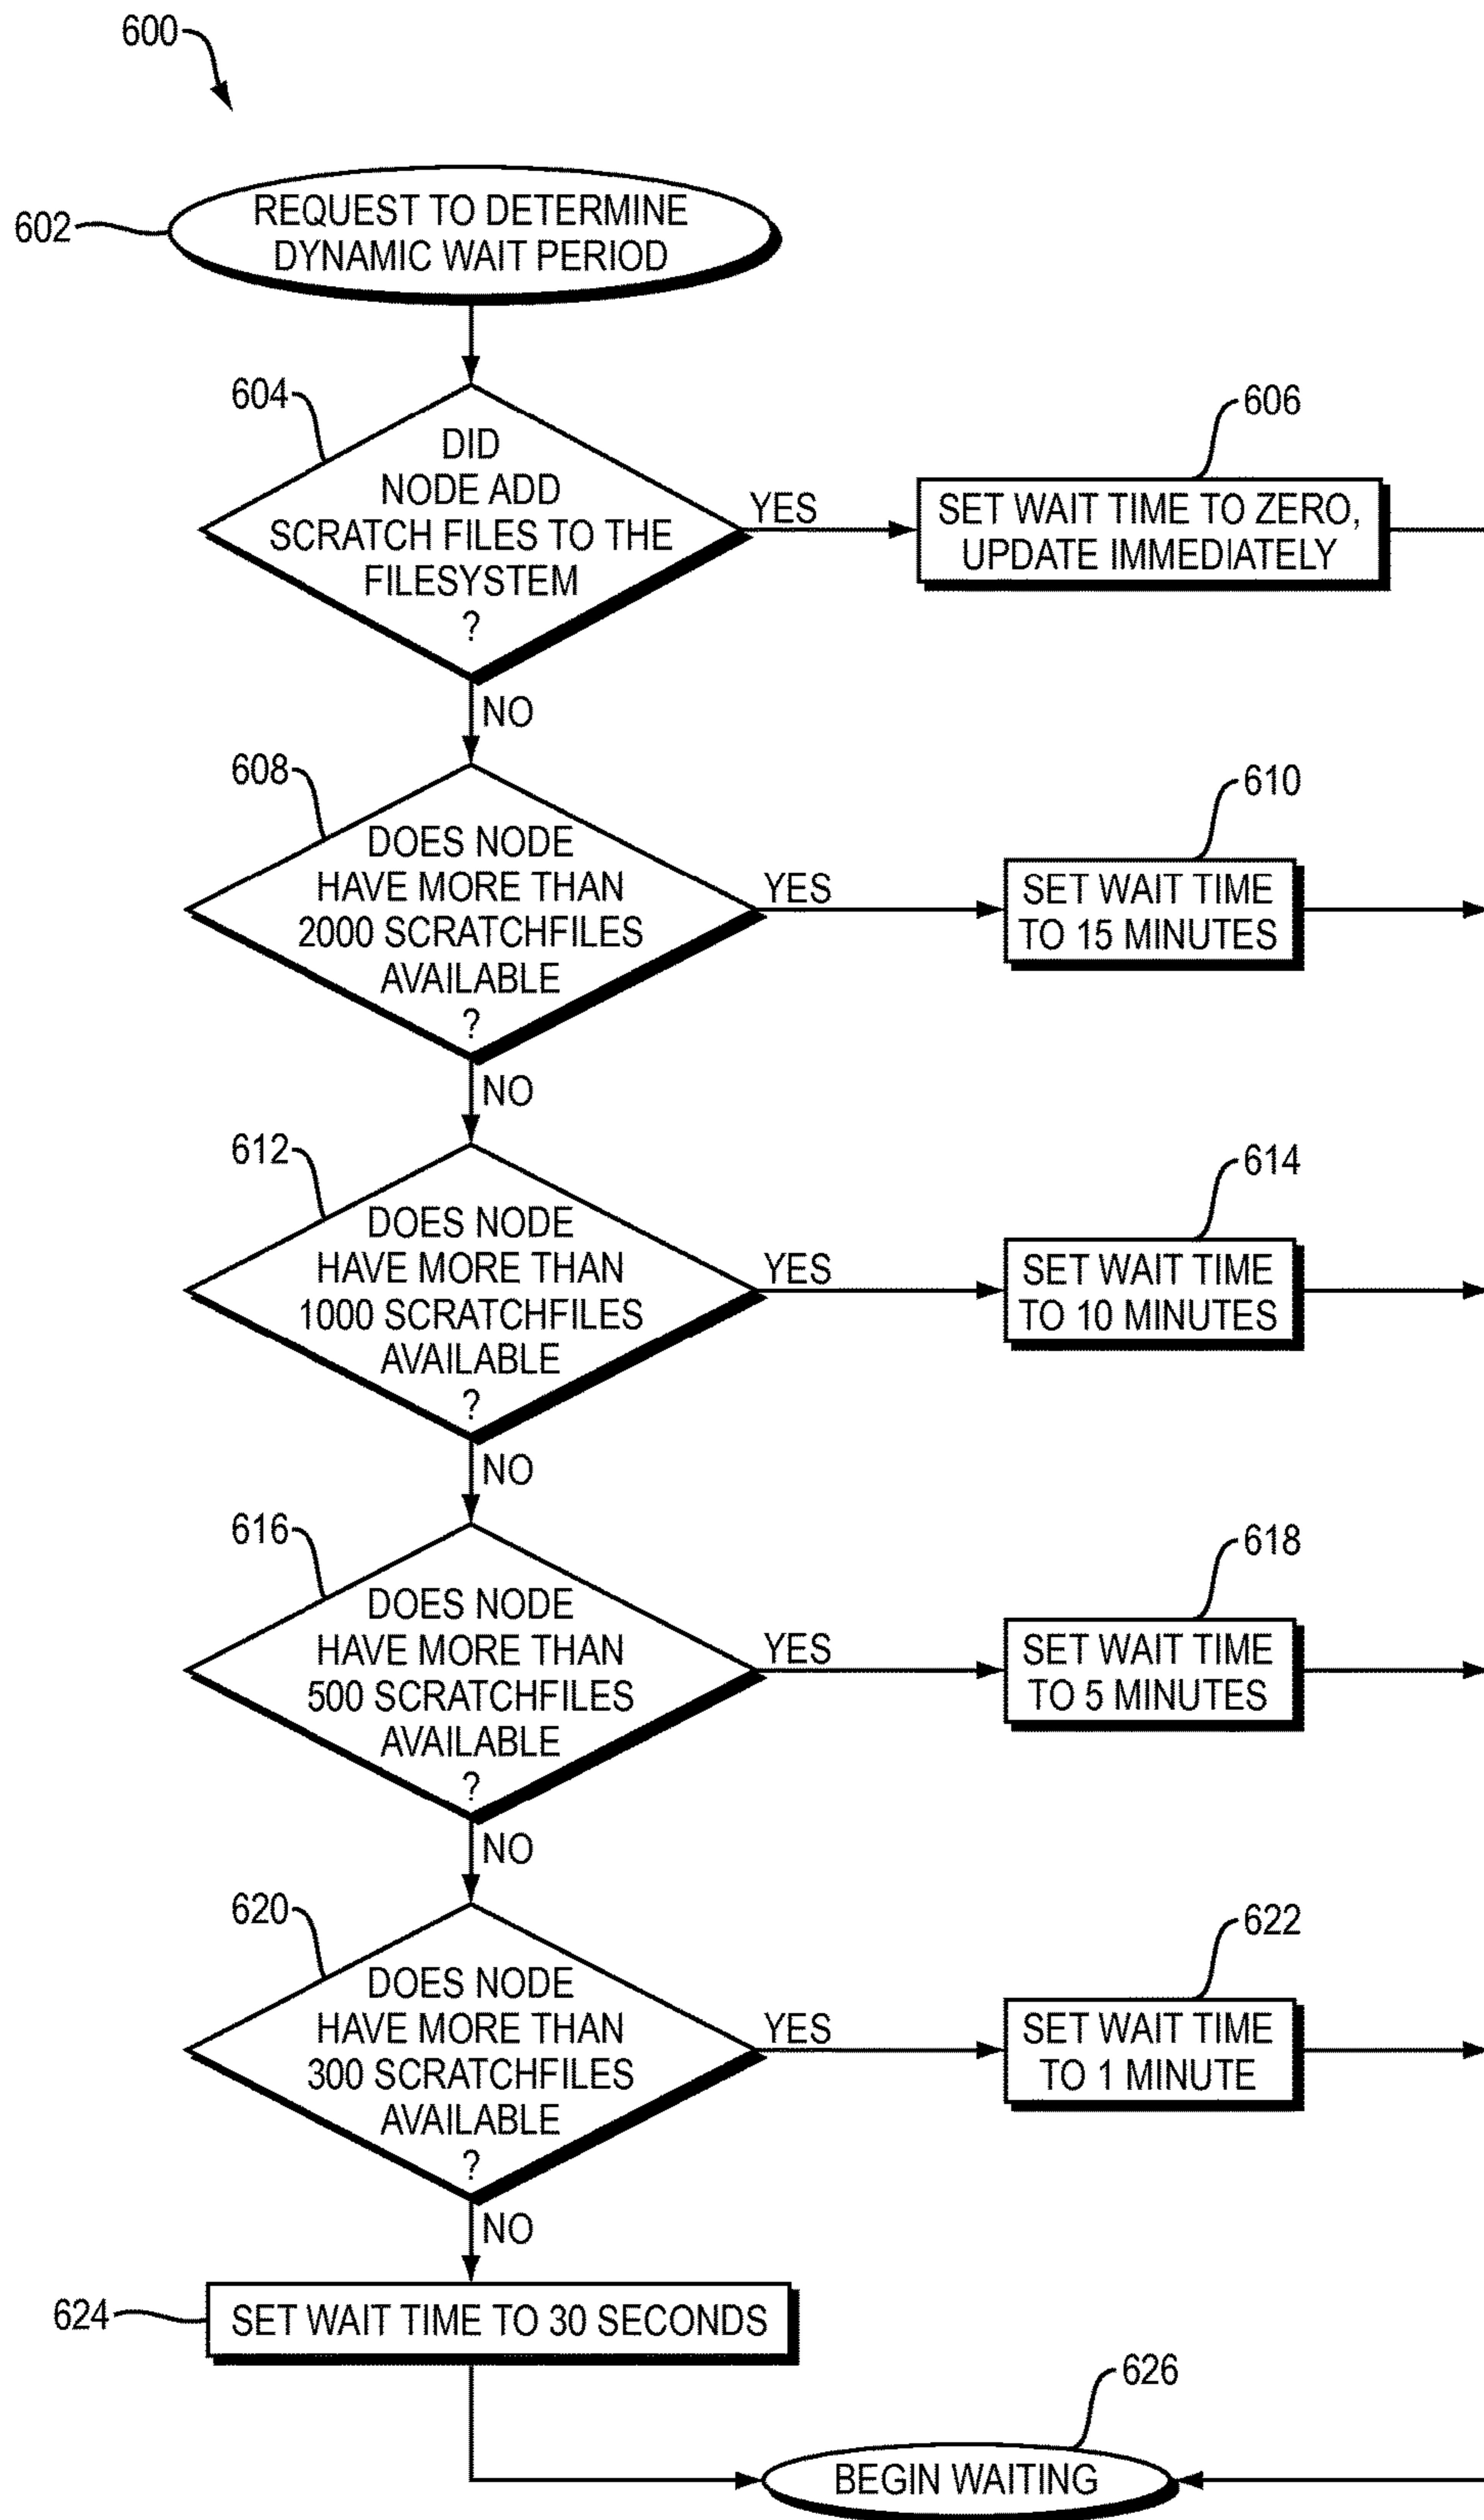 600
602
REQUEST TO DETERMINE
DYNAMIC WAIT PERIOD
604
DID
NODE ADD
SCRATCH FILES TO THE
FILESYSTEM
?
YES
606
SET WAIT TIME TO ZERO,
UPDATE IMMEDIATELY
NO
608
DOES NODE
HAVE MORE THAN
2000 SCRATCHFILES
AVAILABLE
?
YES
610
SET WAIT TIME
TO 15 MINUTES
NO
612
DOES NODE
HAVE MORE THAN
1000 SCRATCHFILES
AVAILABLE
?
YES
614
SET WAIT TIME
TO 10 MINUTES
NO
616
DOES NODE
HAVE MORE THAN
500 SCRATCHFILES
AVAILABLE
?
YES
618
SET WAIT TIME
TO 5 MINUTES
NO
620
DOES NODE
HAVE MORE THAN
300 SCRATCHFILES
AVAILABLE
?
YES
622
SET WAIT TIME
TO 1 MINUTE
NO
624
SET WAIT TIME TO 30 SECONDS
626
BEGIN WAITING